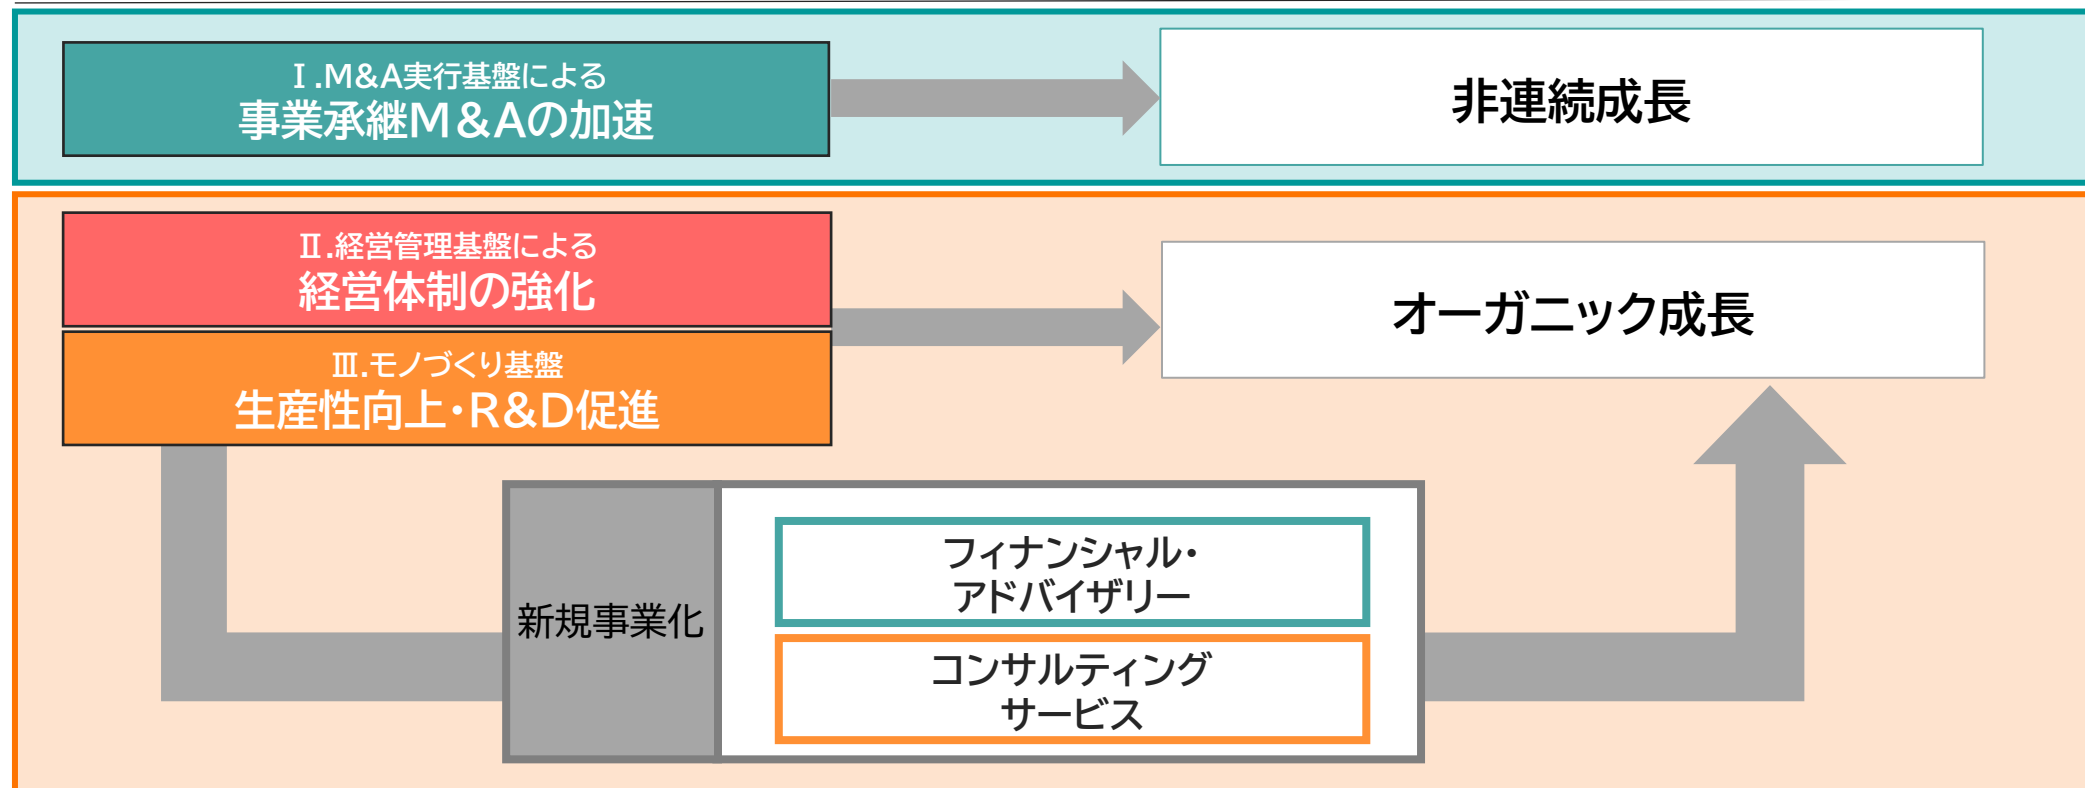 Ⅰ.M&A実行基盤による
事業承継M&Aの加速
非連続成長
Ⅱ.経営管理基盤による
経営体制の強化
オーガニック成長
Ⅲ.モノづくり基盤
生産性向上・R&D促進
新規事業化
フィナンシャル・
アドバイザリー
コンサルティング
サービス